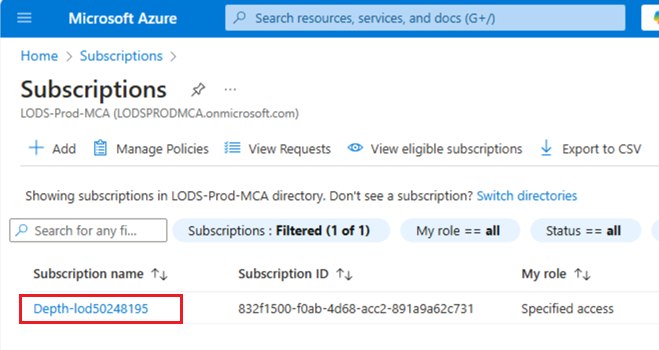 Microsoft Azure
Search resources, services, and docs (G+/)
Home > Subscriptions >
Subscriptions
LODS-Prod-MCA (LODSPRODMCA.onmicrosoft.com)
Add Manage Policies View Requests View eligible subscriptions Export to CSV
Showing subscriptions in LODS-Prod-MCA directory. Don't see a subscription? Switch directories
Search for any fi... Subscriptions : Filtered (1 of 1) My role == all Status == all
Subscription name ↑↓ Subscription ID ↑↓ My role ↑↓
Depth-lod50248195 832f1500-f0ab-4d68-acc2-891a9a62c731 Specified access